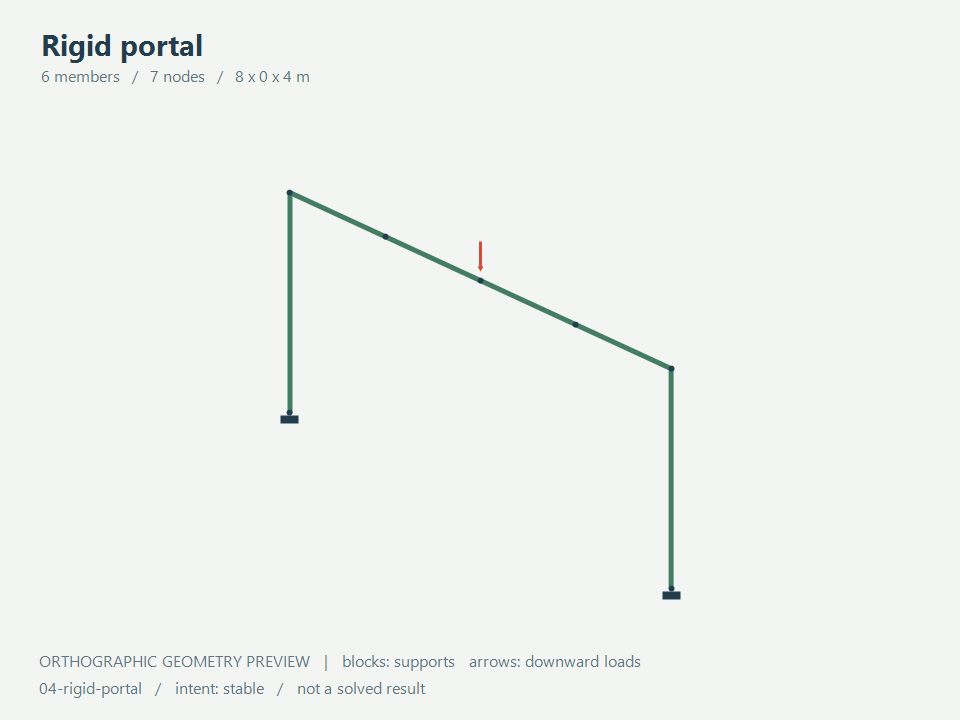 Rigid portal
6 members / 7 nodes / 8 x 0 x 4 m
ORTHOGRAPHIC GEOMETRY PREVIEW | blocks: supports arrows: downward loads
04-rigid-portal / intent: stable / not a solved result